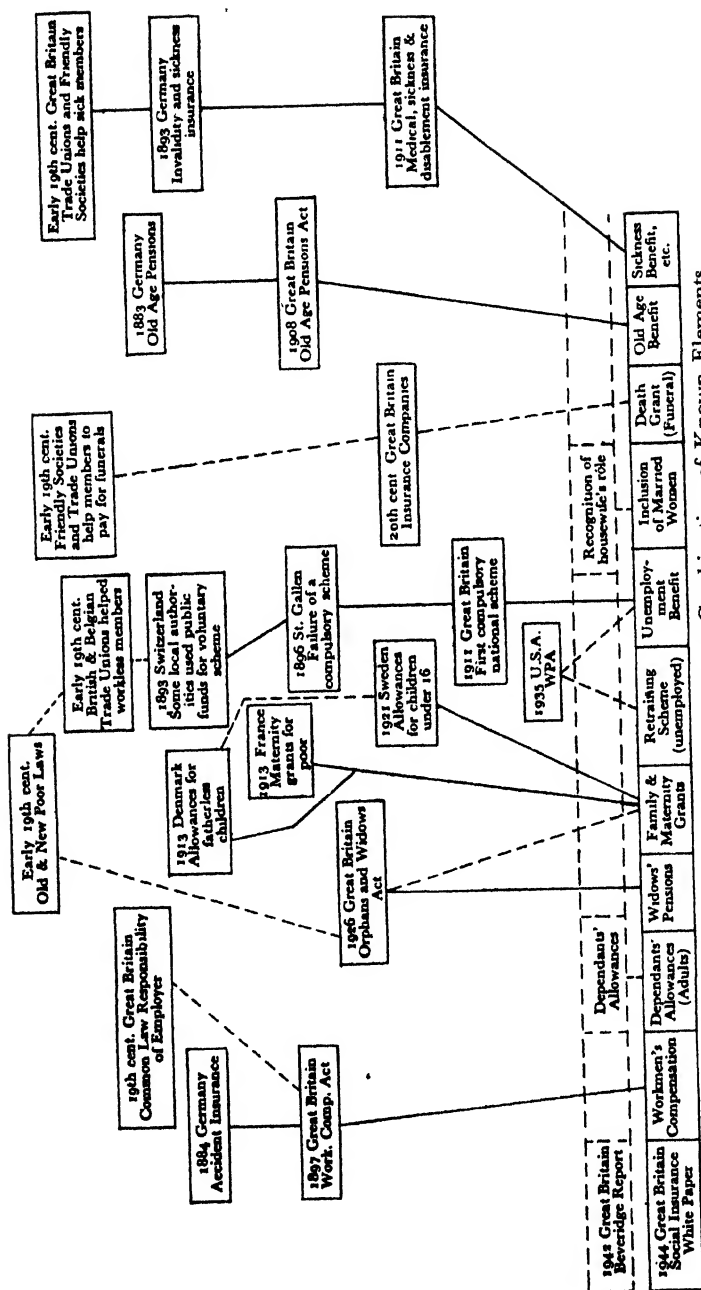 Early 19th cent. Great Britain
Trade Unions and Friendly
Societies help sick members
1893 Germany
Invalidity and sickness
insurance
1911 Great Britain
Medical, sickness &
disablement insurance
1883 Germany
Old Age Pensions
1908 Great Britain
Old Age Pensions Act
Early 19th cent.
Friendly Societies
and Trade Unions
help members to
pay for funerals
20th cent Great Britain
Insurance Companies
Early 19th cent.
Old & New Poor Laws
Early 19th cent.
British & Belgian
Trade Unions helped
workless members
1893 Switzerland
Some local author-
ities used public
funds for voluntary
scheme
1896 St. Gallen
Failure of a
compulsory scheme
1911 Great Britain
First compulsory
national scheme
1935 U.S.A.
WPA
1913 Denmark
Allowances for
fatherless
children
1913 France
Maternity
grants for
poor
1921 Sweden
Allowances
for children
under 16
1926 Great Britain
Orphans and Widows
Act
19th cent. Great Britain
Common Law Responsibility
of Employer
1884 Germany
Accident Insurance
1897 Great Britain
Work. Comp. Act
1942 Great Britain
Beveridge Report
Dependants'
Allowances
Recognition of
housewife's rôle
1944 Great Britain
Social Insurance
White Paper
Workmen's
Compensation
Dependants'
Allowances
(Adults)
Widows'
Pensions
Family &
Maternity
Grants
Retraining
Scheme
(unemployed)
Unemploy-
ment
Benefit
Inclusion
of Married
Women
Death
Grant
(Funeral)
Old Age
Benefit
Sickness
Benefit,
etc.
of Known Elements